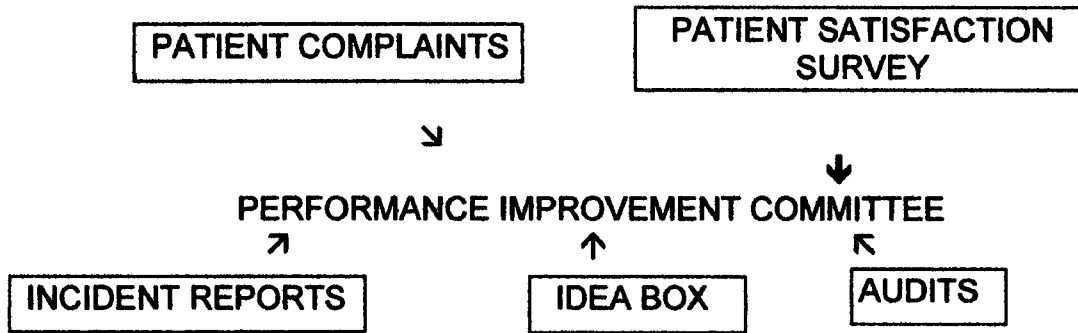 PATIENT COMPLAINTS
PATIENT SATISFACTION
SURVEY
PERFORMANCE IMPROVEMENT COMMITTEE
INCIDENT REPORTS
IDEA BOX
AUDITS